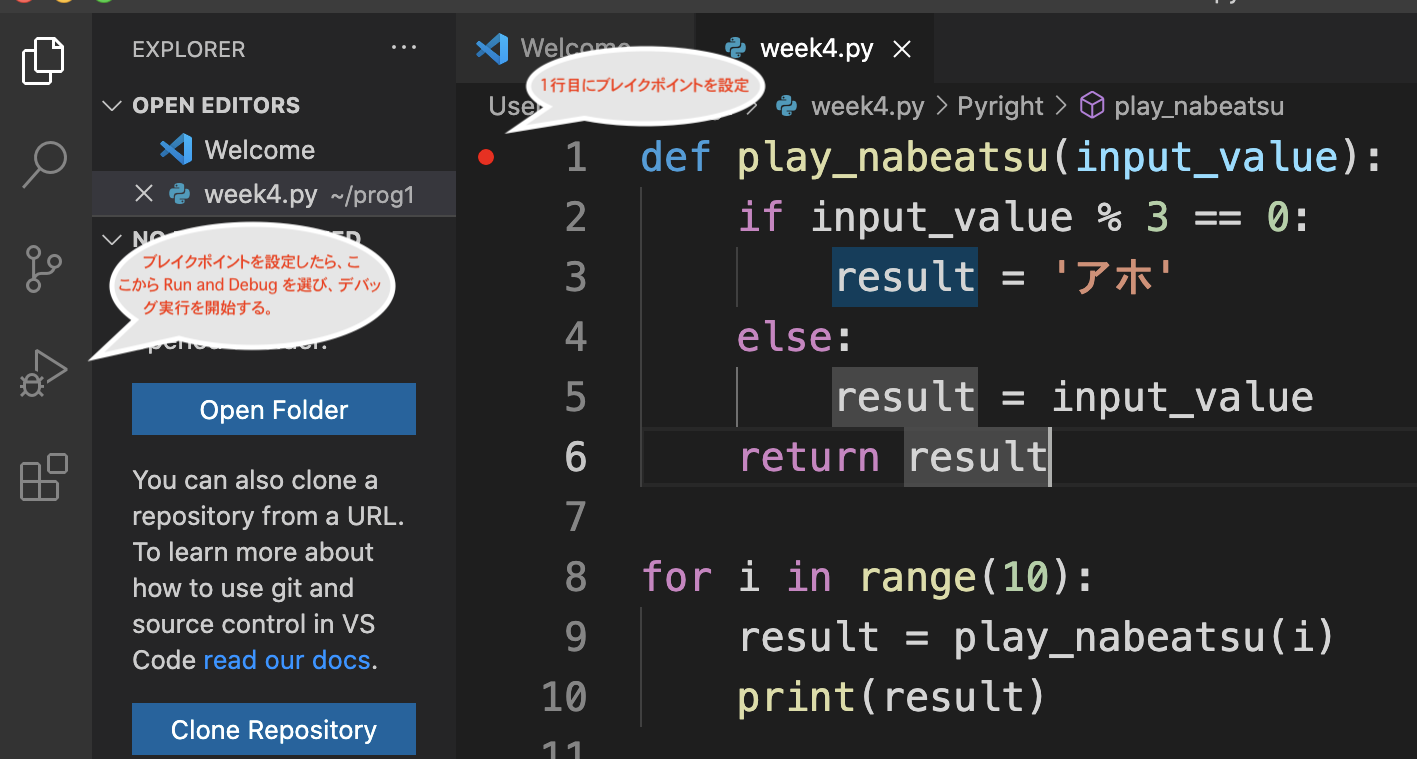 EXPLORER
OPEN EDITORS
Welcome
week4.py ~/prog1
ブレイクポイントを設定したら、こ
こから Run and Debug を選び、デバッ
グ実行を開始する。
Open Folder
You can also clone a
repository from a URL.
To learn more about
how to use git and
source control in VS
Code read our docs.
Clone Repository
Welcome week4.py
1行目にブレイクポイントを設定
week4.py > Pyright > play_nabeatsu
1 def play_nabeatsu(input_value):
2 if input_value % 3 == 0:
3 result = 'アホ'
4 else:
5 result = input_value
6 return result
7
8 for i in range(10):
9 result = play_nabeatsu(i)
10 print(result)
11